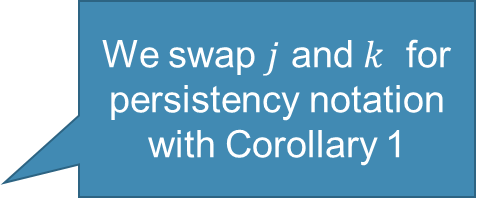 We swap j and k for
persistency notation
with Corollary 1